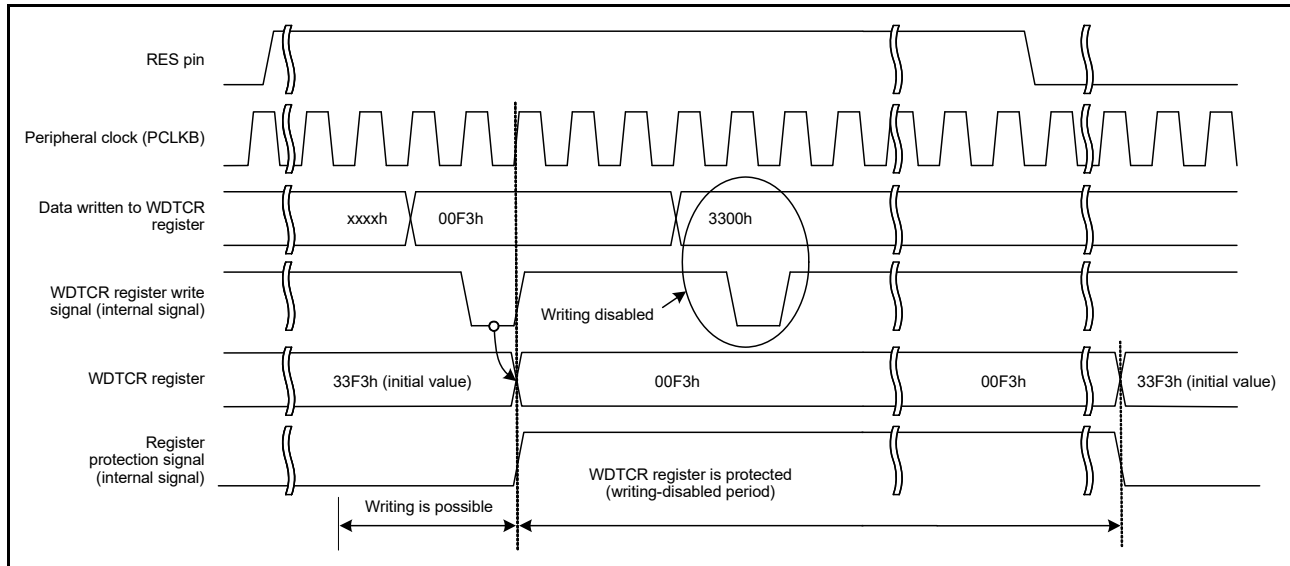 RES pin
Peripheral clock (PCLKB)
Data written to WDTCR
register
xxxxh
00F3h
3300h
WDTCR register write
signal (internal signal)
Writing disabled
WDTCR register
33F3h (initial value)
00F3h
00F3h
33F3h (initial value)
Register
protection signal
(internal signal)
WDTCR register is protected
(writing-disabled period)
Writing is possible